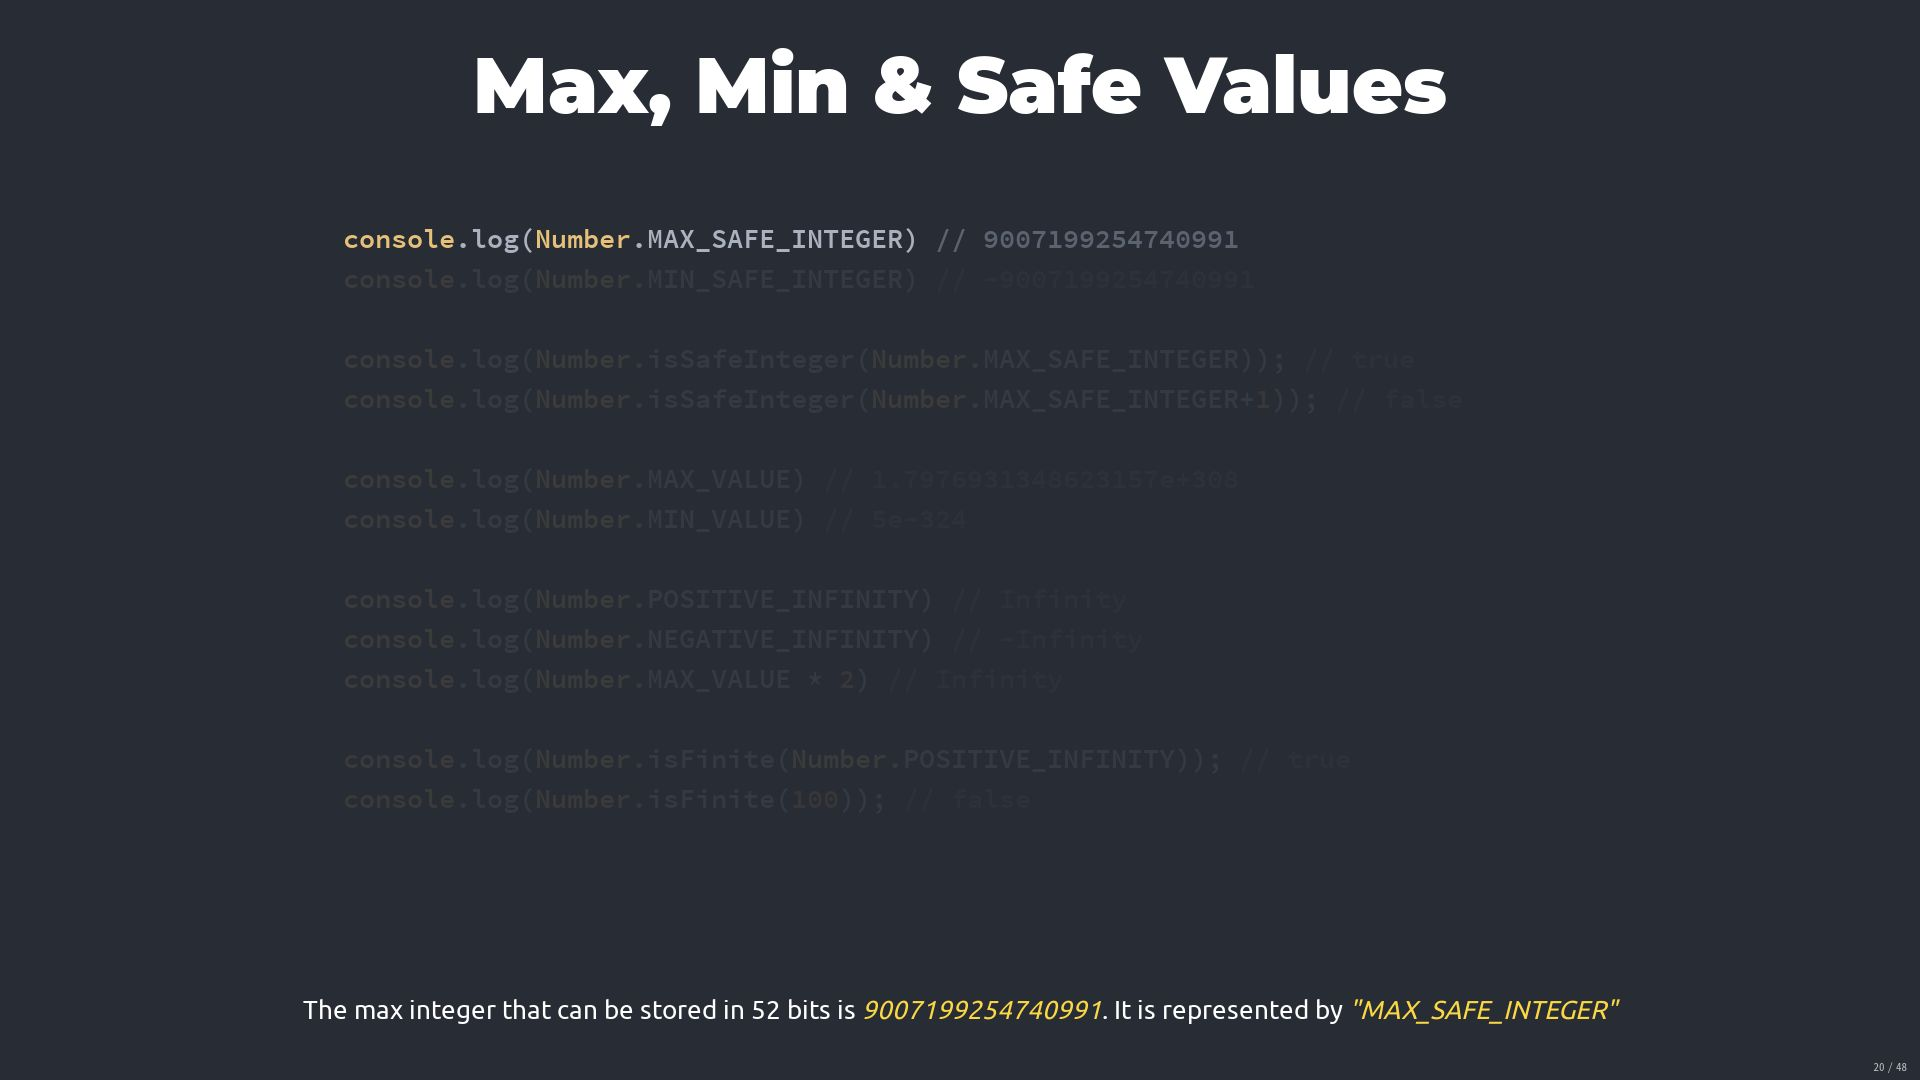 Max, Min & Safe Values
console.log(Number.MAX_SAFE_INTEGER) // 9007199254740991
console.log(Number.MIN_SAFE_INTEGER) // -9007199254740991
console.log(Number.isSafeInteger(Number.MAX_SAFE_INTEGER)); // true
console.log(Number.isSafeInteger(Number.MAX_SAFE_INTEGER+1)); // false
console.log(Number.MAX_VALUE) // 1.7976931348623157e+308
console.log(Number.MIN_VALUE) // 5e-324
console.log(Number.POSITIVE_INFINITY) // Infinity
console.log(Number.NEGATIVE_INFINITY) // -Infinity
console.log(Number.MAX_VALUE * 2) // Infinity
console.log(Number.isFinite(Number.POSITIVE_INFINITY)); // true
console.log(Number.isFinite(100)); // false
The max integer that can be stored in 52 bits is 9007199254740991. It is represented by "MAX_SAFE_INTEGER"
20 / 48